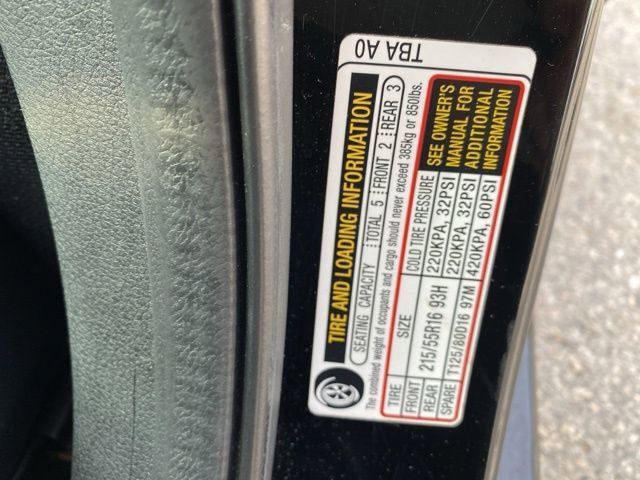 TBA A0
TIRE AND LOADING INFORMATION
SEATING CAPACITY TOTAL 5 FRONT 2 REAR 3
The combined weight of occupants and cargo should never exceed 385kg or 850lbs.
TIRE SIZE COLD TIRE PRESSURE
FRONT 215/55R16 93H 220KPA, 32PSI
REAR 220KPA, 32PSI
SPARE T125/80D16 97M 420KPA, 60PSI
SEE OWNER'S
MANUAL FOR
ADDITIONAL
INFORMATION